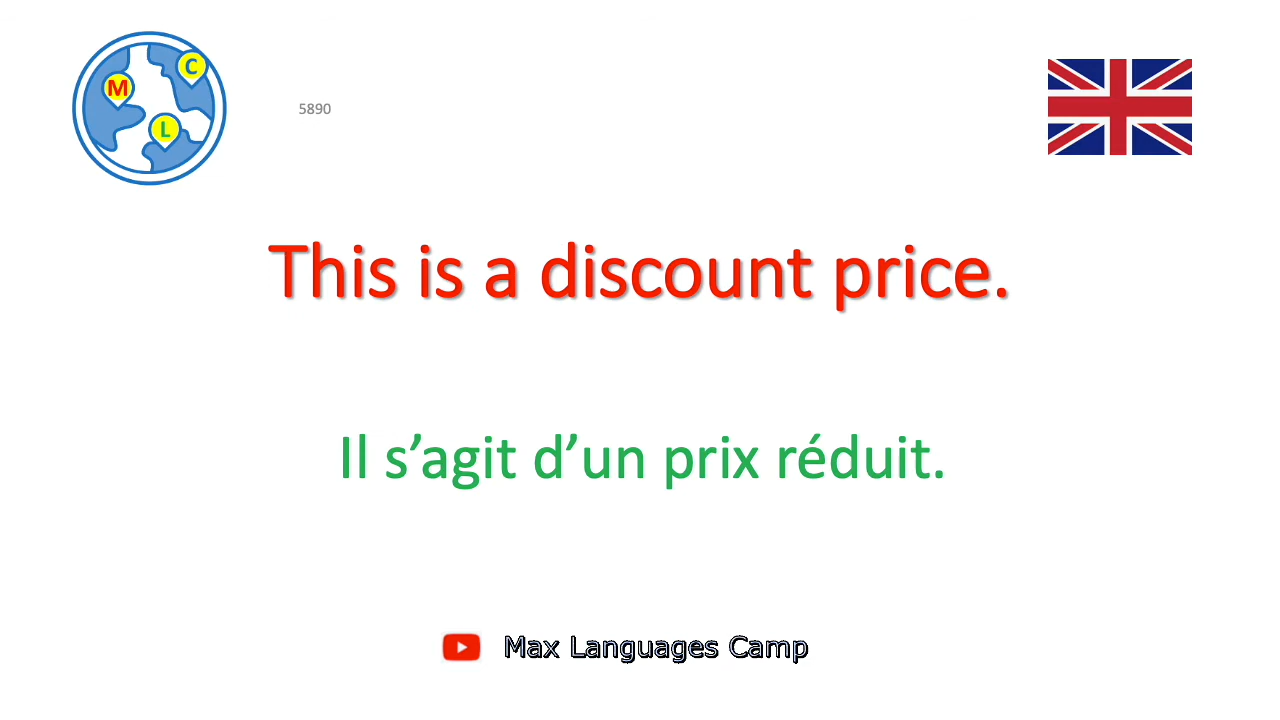 M
C
L
5890
This is a discount price.
Il s’agit d’un prix réduit.
Max Languages Camp